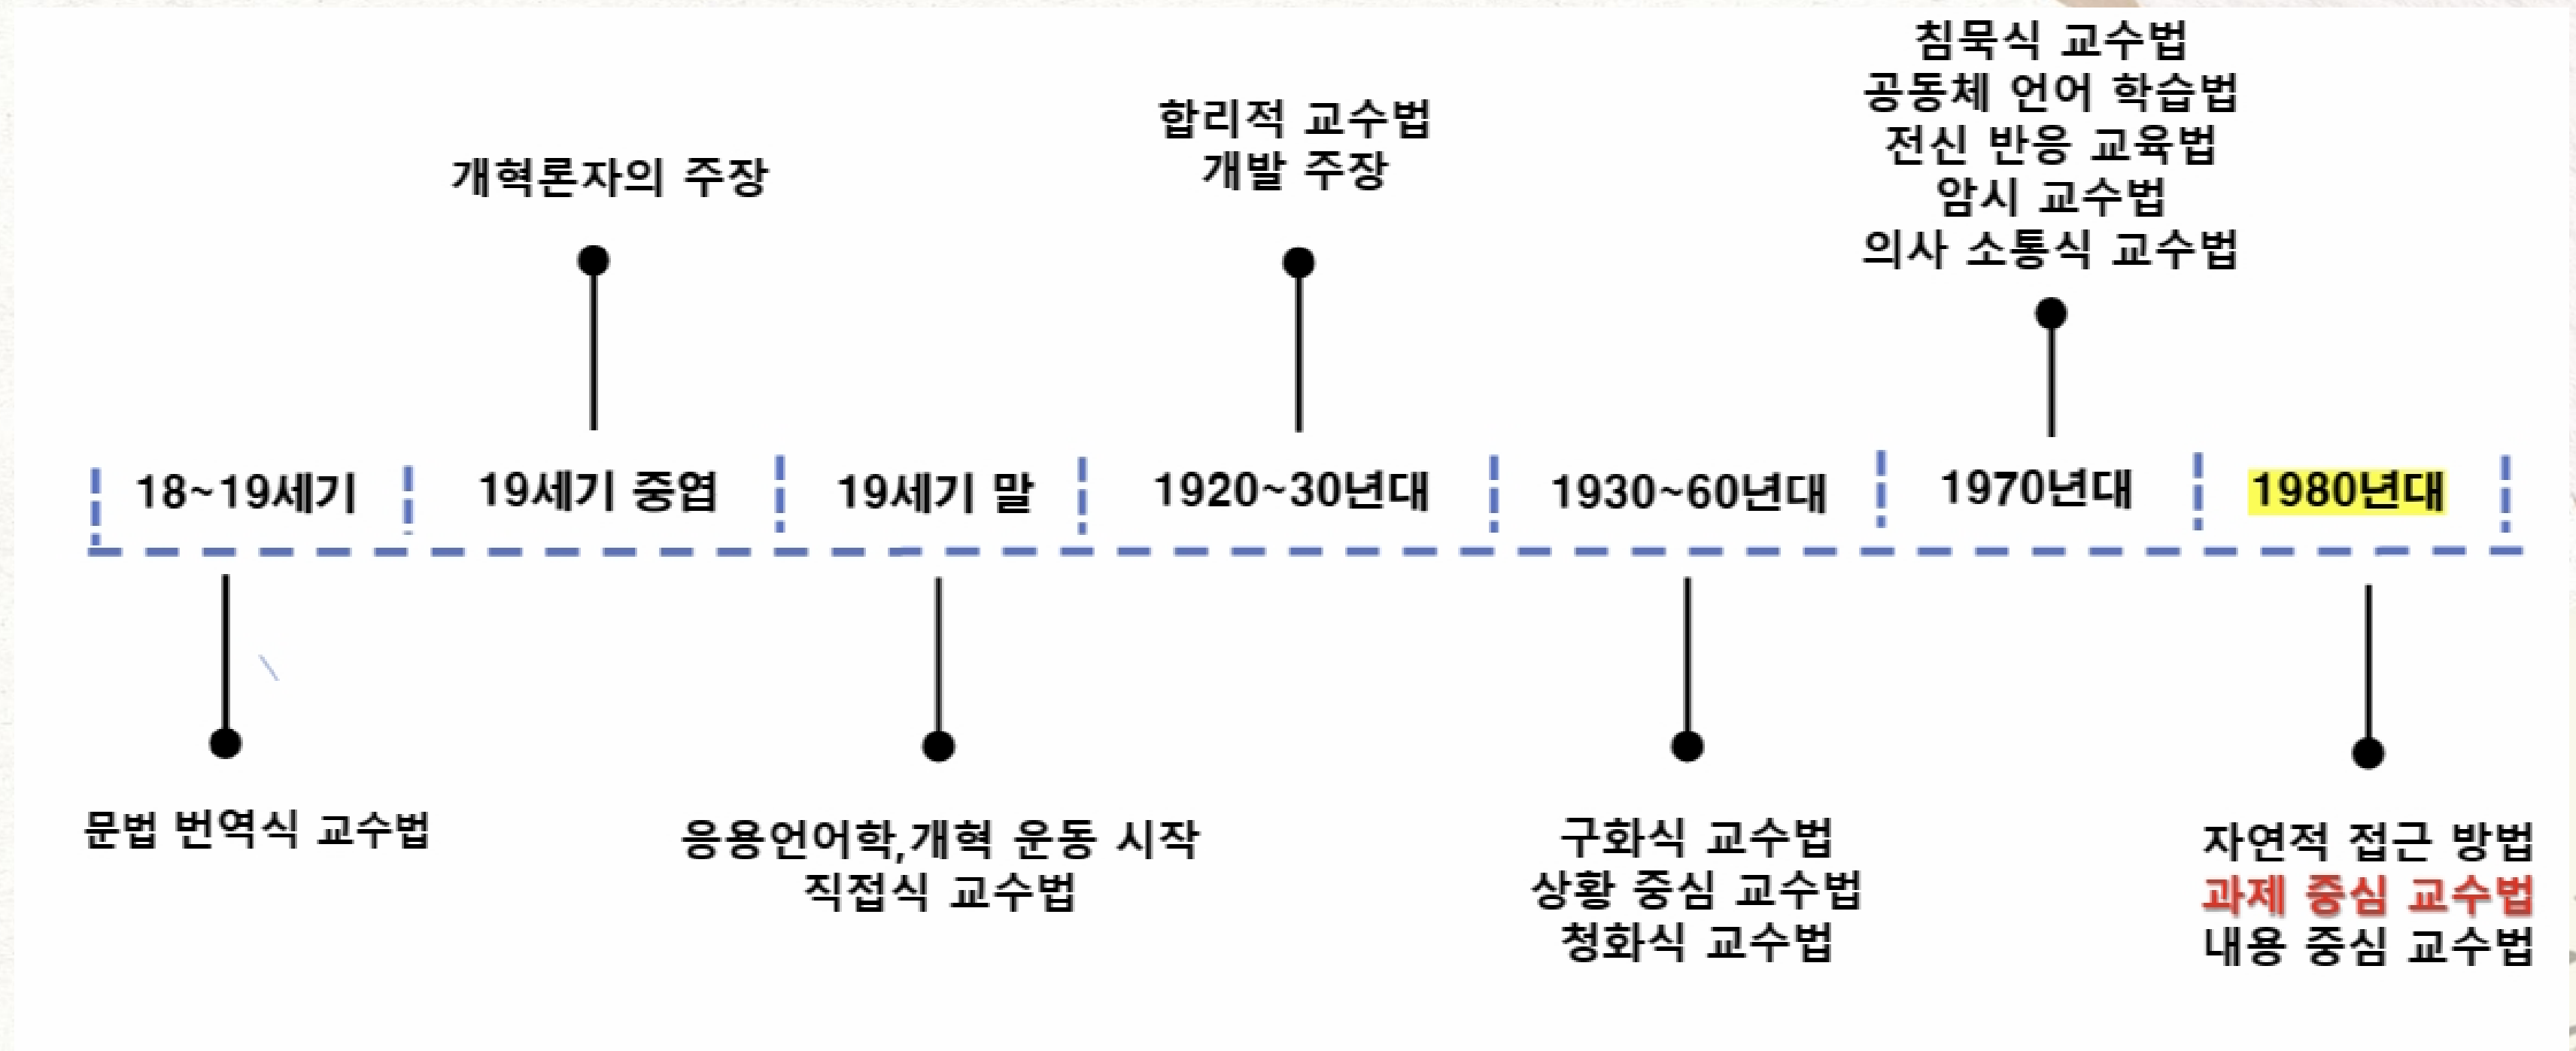 침묵식 교수법
공동체 언어 학습법
전신 반응 교육법
암시 교수법
의사 소통식 교수법
합리적 교수법
개발 주장
개혁론자의 주장
18~19세기
19세기 중엽
19세기 말
1920~30년대
1930~60년대
1970년대
1980년대
문법 번역식 교수법
응용언어학,개혁 운동 시작
직접식 교수법
구화식 교수법
상황 중심 교수법
청화식 교수법
자연적 접근 방법
과제 중심 교수법
내용 중심 교수법